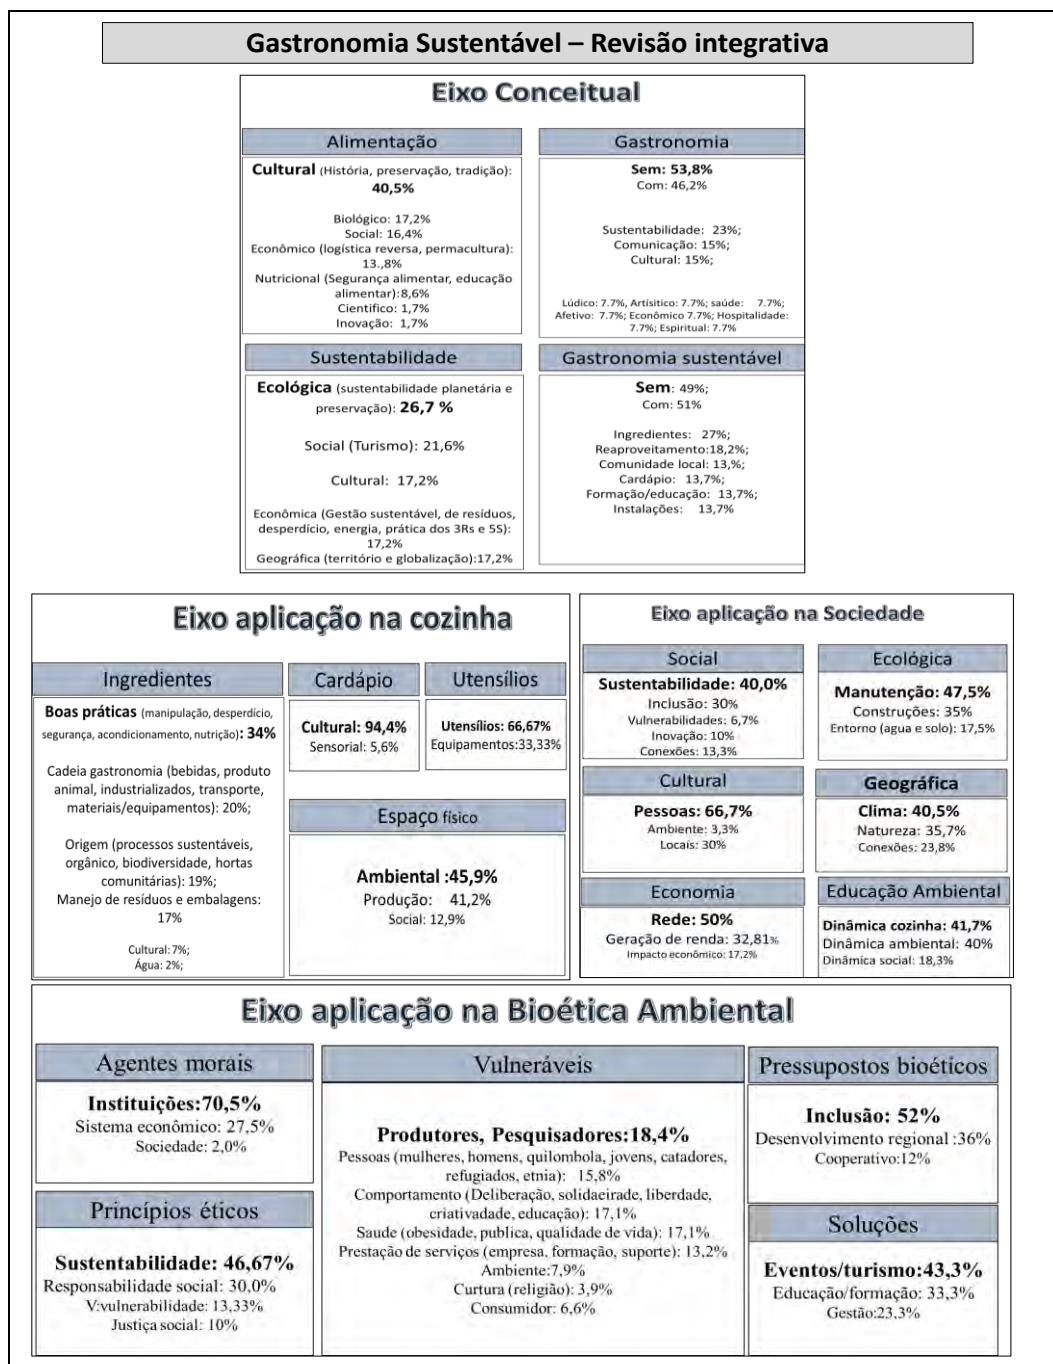 Gastronomia Sustentável – Revisão integrativa
Eixo Conceitual
Alimentação
Cultural (História, preservação, tradição):
40,5%
Biológico: 17,2%
Social: 16,4%
Econômico (logística reversa, permacultura):
13.,8%
Nutricional (Segurança alimentar, educação
alimentar):8,6%
Cientifico: 1,7%
Inovação: 1,7%
Gastronomia
Sem: 53,8%
Com: 46,2%
Sustentabilidade: 23%;
Comunicação: 15%;
Cultural: 15%;
Lúdico: 7.7%, Artísitico: 7.7%; saúde: 7.7%;
Afetivo: 7.7%; Econômico 7.7%; Hospitalidade:
7.7%; Espiritual: 7.7%
Sustentabilidade
Ecológica (sustentabilidade planetária e
preservação): 26,7 %
Social (Turismo): 21,6%
Cultural: 17,2%
Econômica (Gestão sustentável, de resíduos,
desperdício, energia, prática dos 3Rs e 5S):
17,2%
Geográfica (território e globalização):17,2%
Gastronomia sustentável
Sem: 49%;
Com: 51%
Ingredientes: 27%;
Reaproveitamento:18,2%;
Comunidade local: 13,%;
Cardápio: 13,7%;
Formação/educação: 13,7%;
Instalações: 13,7%
Eixo aplicação na cozinha
Ingredientes
Boas práticas (manipulação, desperdício,
segurança, acondicionamento, nutrição): 34%
Cadeia gastronomia (bebidas, produto
animal, industrializados, transporte,
materiais/equipamentos): 20%;
Origem (processos sustentáveis,
orgânico, biodiversidade, hortas
comunitárias): 19%;
Manejo de resíduos e embalagens:
17%
Cultural: 7%;
Água: 2%;
Cardápio
Cultural: 94,4%
Sensorial: 5,6%
Utensílios
Utensílios: 66,67%
Equipamentos:33,33%
Espaço físico
Ambiental :45,9%
Produção: 41,2%
Social: 12,9%
Eixo aplicação na Sociedade
Social
Sustentabilidade: 40,0%
Inclusão: 30%
Vulnerabilidades: 6,7%
Inovação: 10%
Conexões: 13,3%
Ecológica
Manutenção: 47,5%
Construções: 35%
Entorno (agua e solo): 17,5%
Cultural
Pessoas: 66,7%
Ambiente: 3,3%
Locais: 30%
Geográfica
Clima: 40,5%
Natureza: 35,7%
Conexões: 23,8%
Economia
Rede: 50%
Geração de renda: 32,81%
Impacto econômico: 17,2%
Educação Ambiental
Dinâmica cozinha: 41,7%
Dinâmica ambiental: 40%
Dinâmica social: 18,3%
Eixo aplicação na Bioética Ambiental
Agentes morais
Instituições:70,5%
Sistema econômico: 27,5%
Sociedade: 2,0%
Princípios éticos
Sustentabilidade: 46,67%
Responsabilidade social: 30,0%
V:vulnerabilidade: 13,33%
Justiça social: 10%
Vulneráveis
Produtores, Pesquisadores:18,4%
Pessoas (mulheres, homens, quilombola, jovens, catadores,
refugiados, etnia): 15,8%
Comportamento (Deliberação, solidaeirade, liberdade,
criativadade, educação): 17,1%
Saude (obesidade, publica, qualidade de vida): 17,1%
Prestação de serviços (empresa, formação, suporte): 13,2%
Ambiente:7,9%
Curtura (religião): 3,9%
Consumidor: 6,6%
Pressupostos bioéticos
Inclusão: 52%
Desenvolvimento regional :36%
Cooperativo:12%
Soluções
Eventos/turismo:43,3%
Educação/formação: 33,3%
Gestão:23,3%